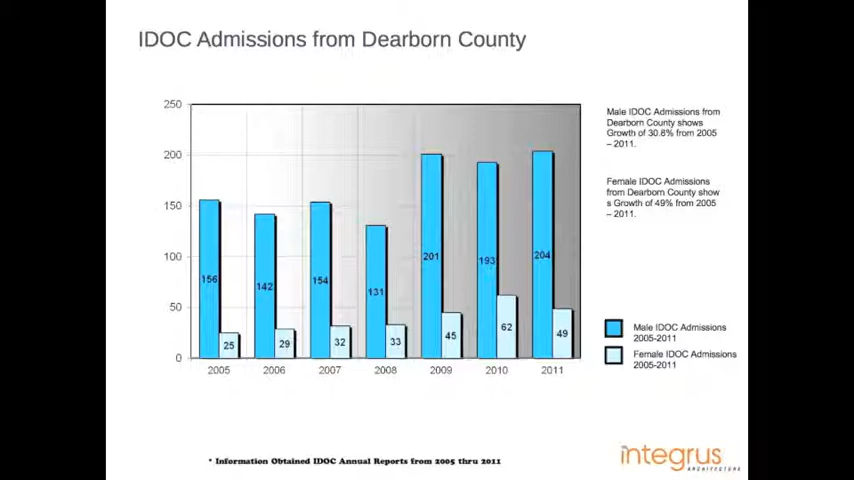 IDOC Admissions from Dearborn County
250
200
150
100
50
0
156
25
142
29
154
32
131
33
201
45
193
62
204
49
2005
2006
2007
2008
2009
2010
2011
Male IDOC Admissions from
Dearborn County shows
Growth of 30.8% from 2005
– 2011.
Female IDOC Admissions
from Dearborn County show
s Growth of 49% from 2005
– 2011.
Male IDOC Admissions
2005-2011
Female IDOC Admissions
2005-2011
* Information Obtained IDOC Annual Reports from 2005 thru 2011
integrus
ARCHITECTURE